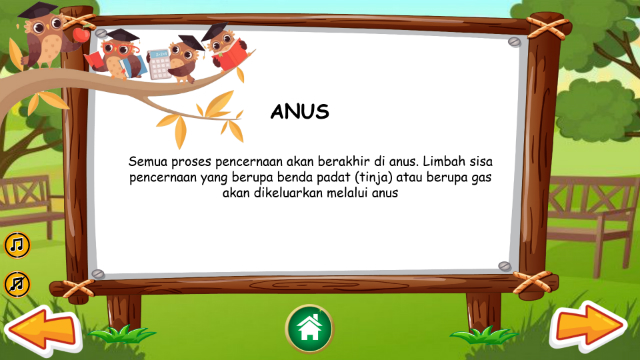 ANUS
Semua proses pencernaan akan berakhir di anus. Limbah sisa
pencernaan yang berupa benda padat (tinja) atau berupa gas
akan dikeluarkan melalui anus